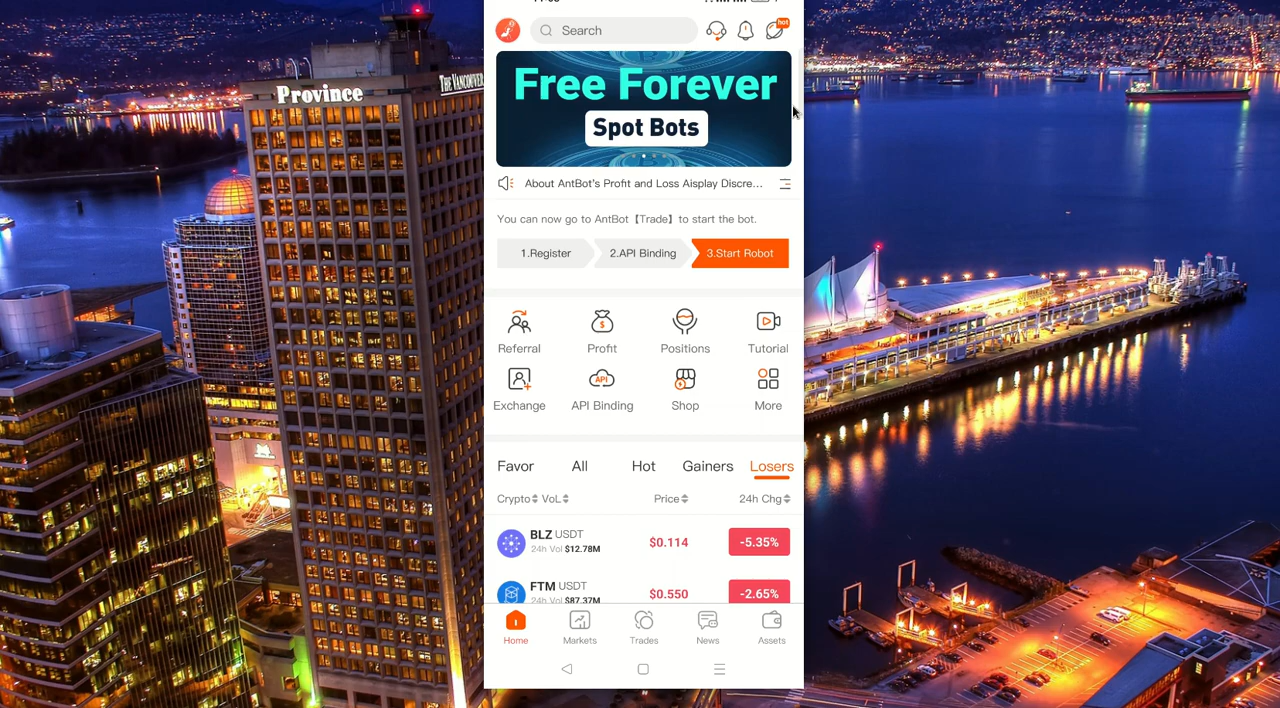 Province
THE VANCOUVER
Search
hot
Free Forever
Spot Bots
About AntBot's Profit and Loss Aisplay Discre...
You can now go to AntBot【Trade】to start the bot.
1.Register
2.API Binding
3.Start Robot
Referral
Profit
Positions
Tutorial
API
Exchange
API Binding
Shop
More
Favor
All
Hot
Gainers
Losers
Crypto
VoL
Price
24h Chg
BLZ USDT
24h Vol $12.78M
$0.114
-5.35%
FTM USDT
24h Vol $87.37M
$0.550
-2.65%
Home
Markets
Trades
News
Assets